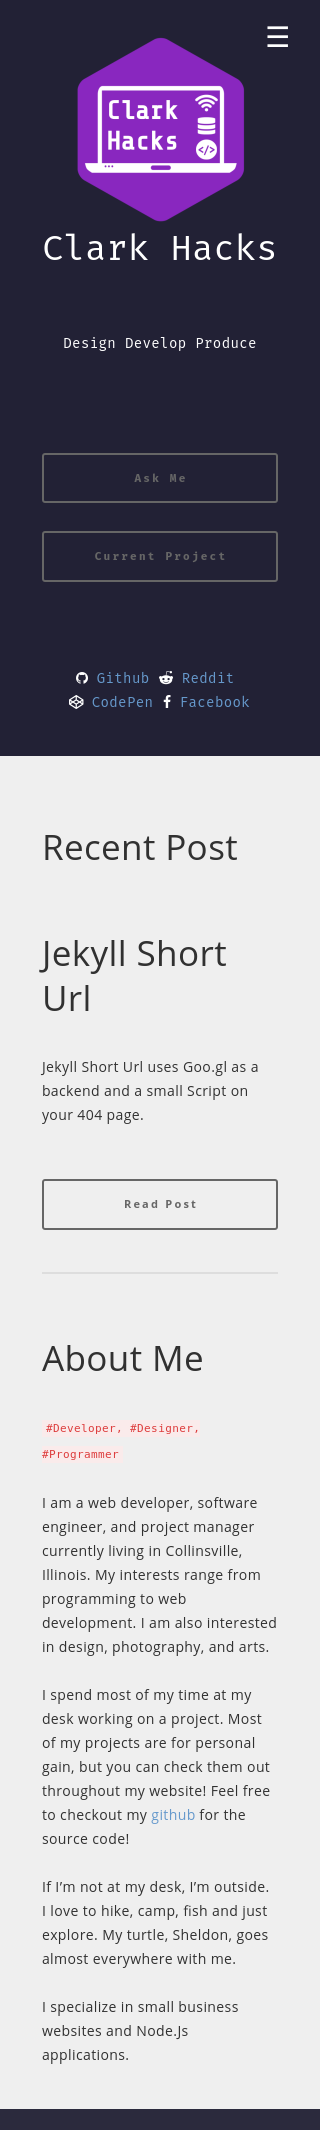 ☰
Clark
Hacks
</>
Clark Hacks
Design Develop Produce
Ask Me
Current Project
Github Reddit
CodePen Facebook
Recent Post
Jekyll Short
Url
Jekyll Short Url uses Goo.gl as a
backend and a small Script on
your 404 page.
Read Post
About Me
#Developer, #Designer,
#Programmer
I am a web developer, software
engineer, and project manager
currently living in Collinsville,
Illinois. My interests range from
programming to web
development. I am also interested
in design, photography, and arts.
I spend most of my time at my
desk working on a project. Most
of my projects are for personal
gain, but you can check them out
throughout my website! Feel free
to checkout my github for the
source code!
If I’m not at my desk, I’m outside.
I love to hike, camp, fish and just
explore. My turtle, Sheldon, goes
almost everywhere with me.
I specialize in small business
websites and Node.Js
applications.